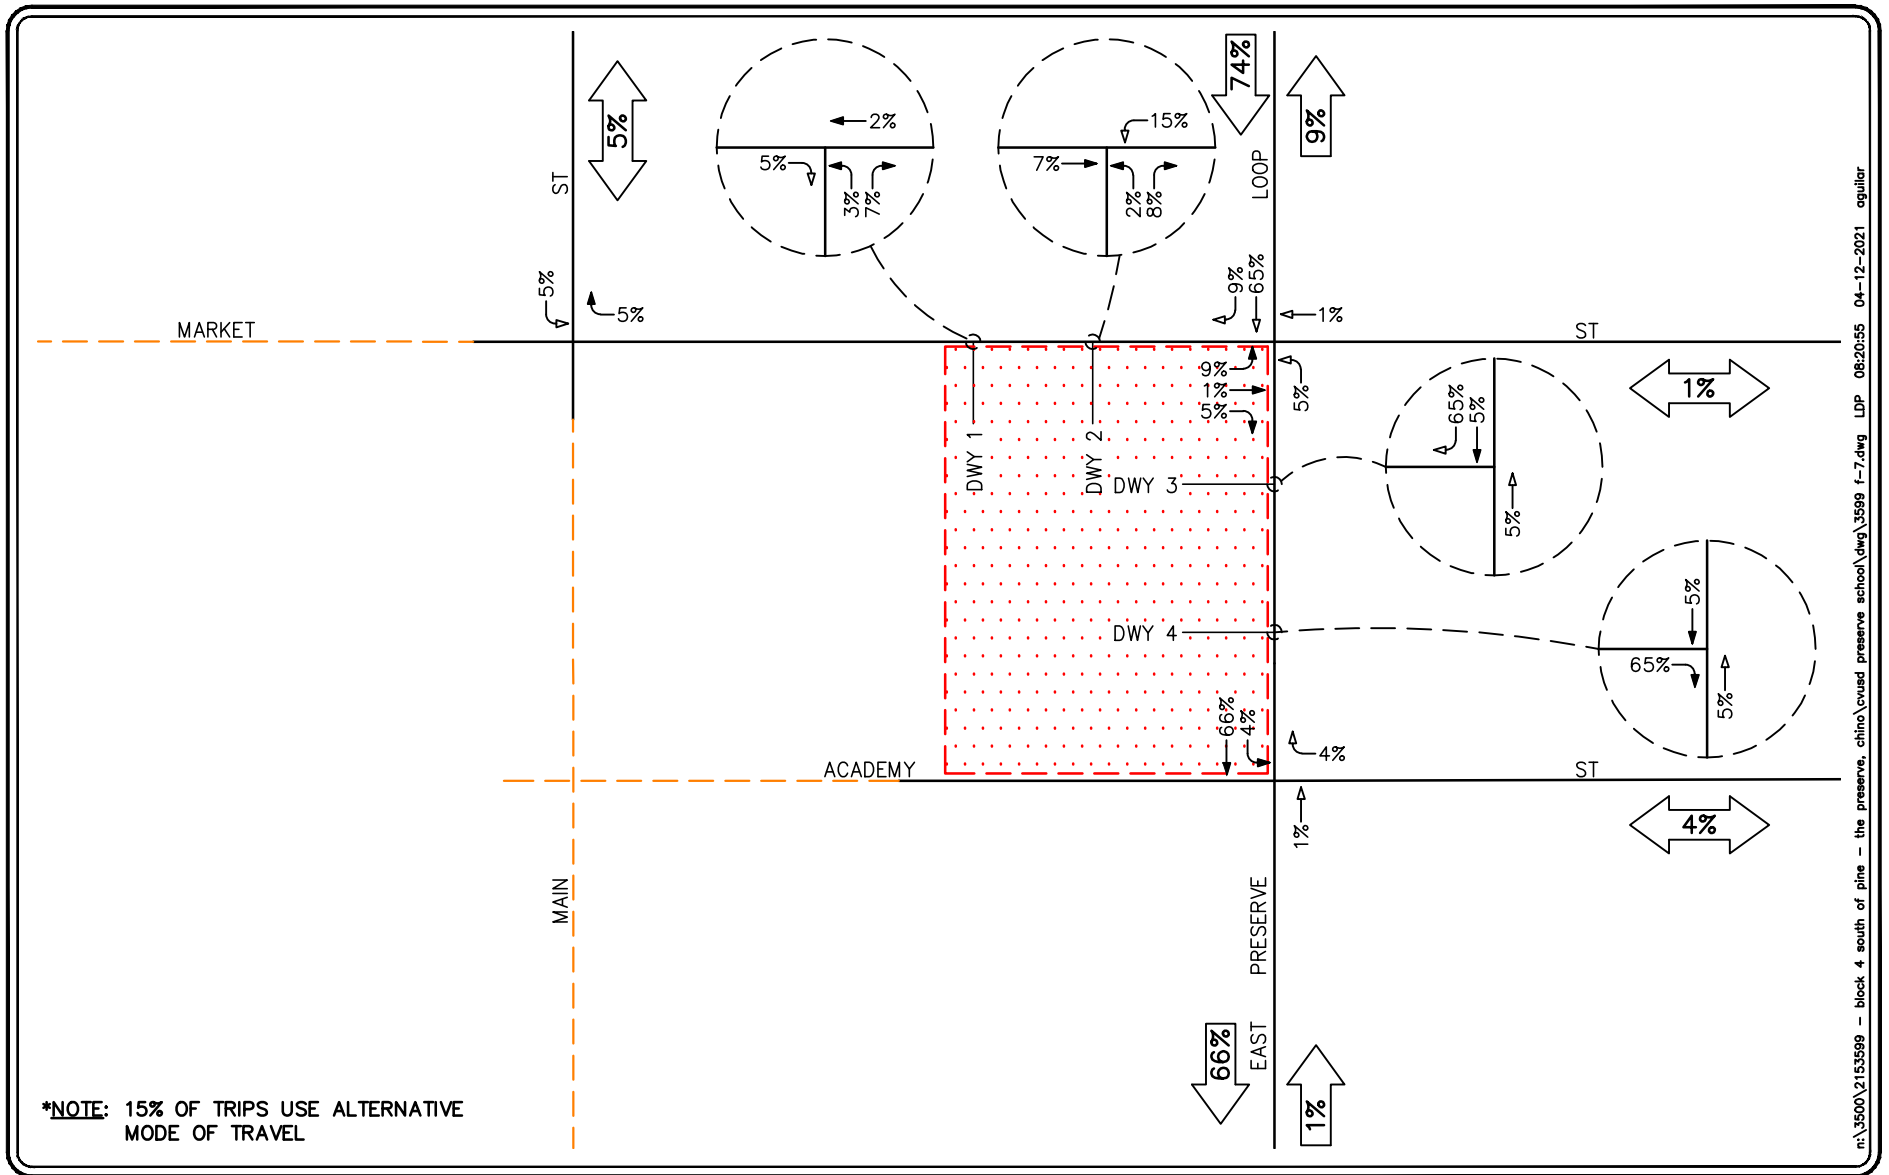 74%
9%
5%
2%
5%
3%
7%
15%
7%
2%
8%
ST
LOOP
5%
5%
9%
65%
1%
MARKET
ST
9%
1%
5%
5%
1%
65%
5%
5%
DWY 1
DWY 2
DWY 3
DWY 4
5%
65%
5%
66%
4%
4%
ACADEMY
ST
1%
4%
MAIN
EAST PRESERVE
66%
1%
*NOTE: 15% OF TRIPS USE ALTERNATIVE
MODE OF TRAVEL
n:\3500\2153599 - block 4 south of pine - the preserve, chino\cvusd preserve school\dwg\3599 f-7.dwg LDP 08:20:55 04-12-2021 aguilar